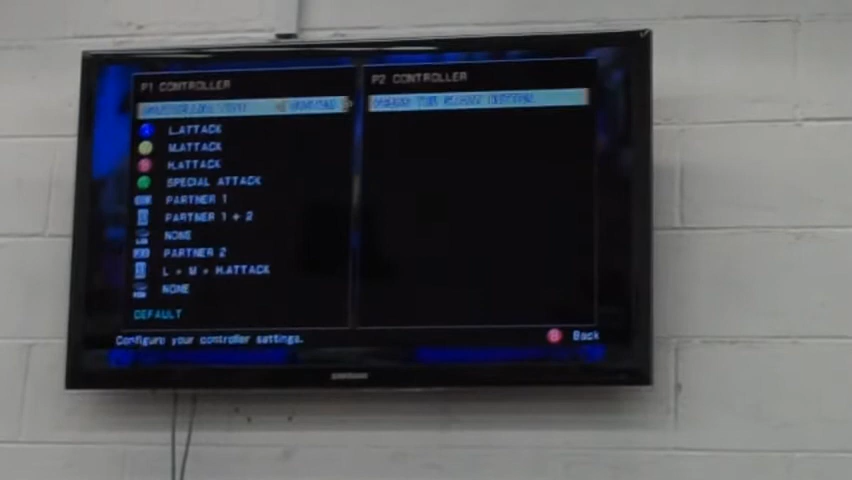 P1 CONTROLLER
L.ATTACK
M.ATTACK
H.ATTACK
SPECIAL ATTACK
PARTNER 1
PARTNER 1 + 2
NONE
PARTNER 2
L + M + H.ATTACK
NONE
DEFAULT
P2 CONTROLLER
Configure your controller settings.
B Back
SAMSUNG